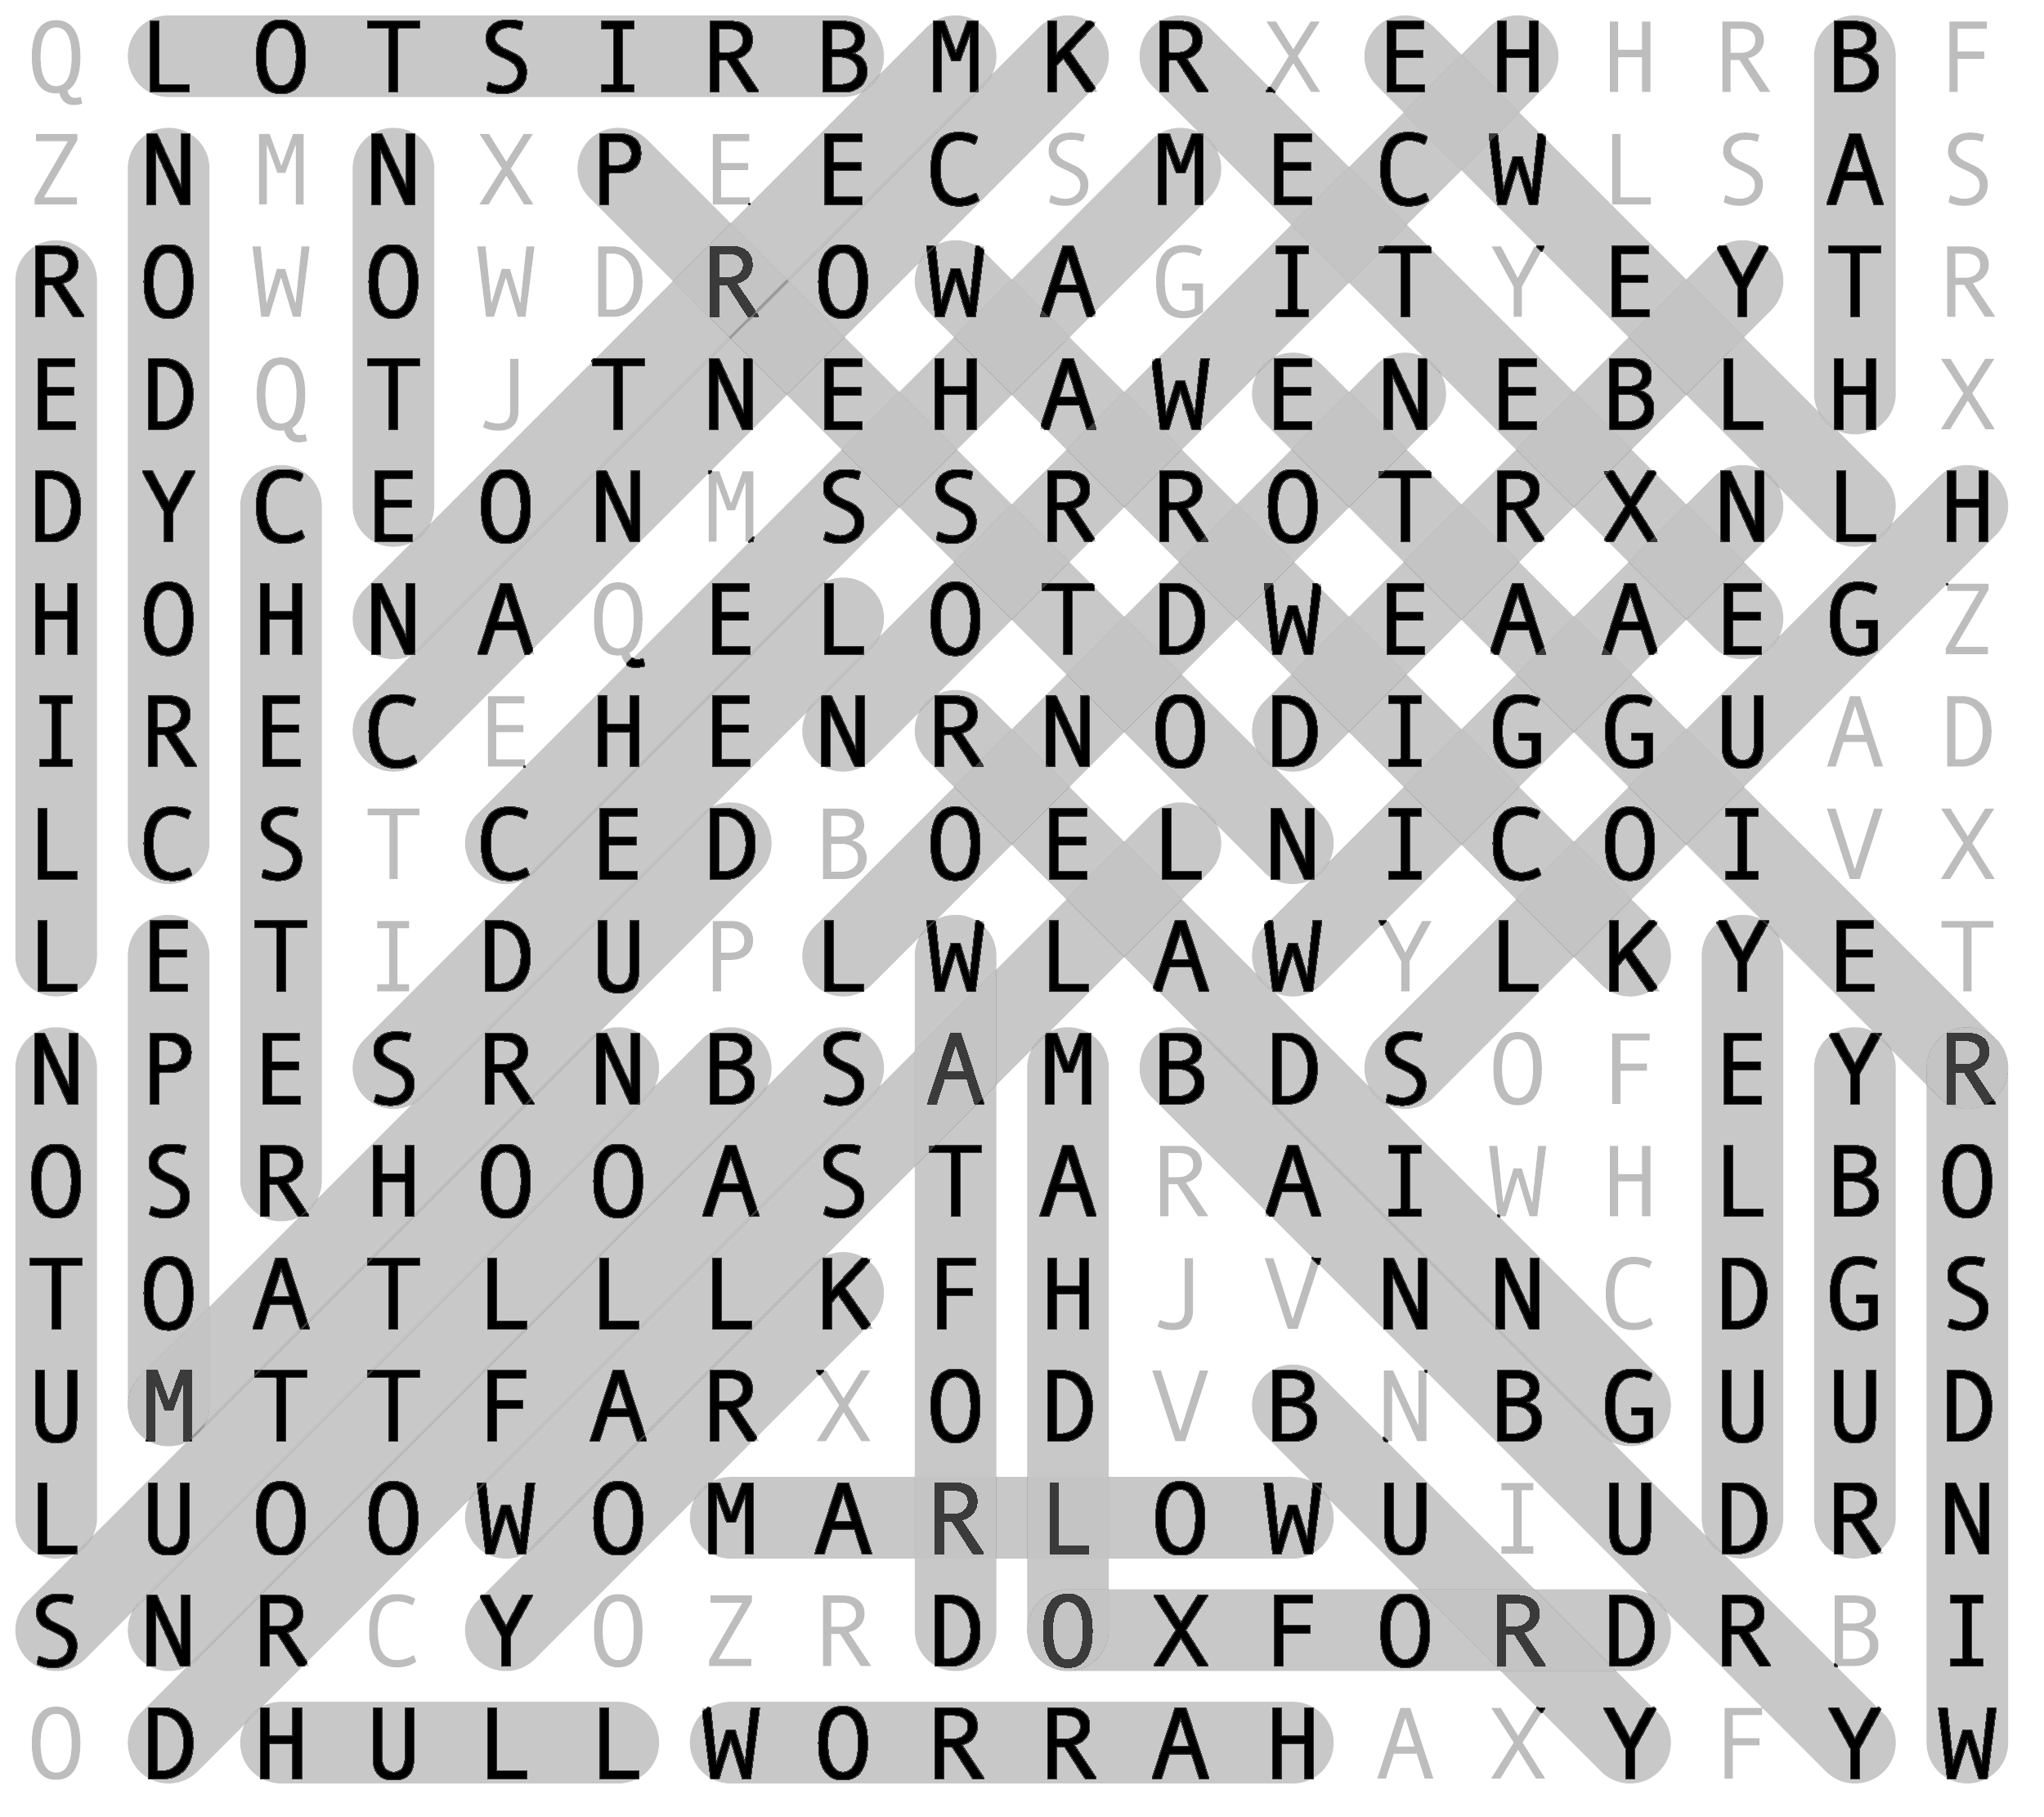 Q L O T S I R B M K R X E H H R B F
Z N M N X P E E C S M E C W L S A S
R O W O W D R O W A G I T Y E Y T R
E D Q T J T N E H A W E N E B L H X
D Y C E O N M S S R R O T R X N L H
H O H N A Q E L O T D W E A A E G Z
I R E C E H E N R N O D I G G U A D
L C S T C E D B O E L N I C O I V X
L E T I D U P L W L A W Y L K Y E T
N P E S R N B S A M B D S O F E Y R
O S R H O O A S T A R A I W H L B O
T O A T L L L K F H J V N N C D G S
U M T T F A R X O D V B N B G U U D
L U O O W O M A R L O W U I U D R N
S N R C Y O Z R D O X F O R D R B I
O D H U L L W O R R A H A X Y F Y W